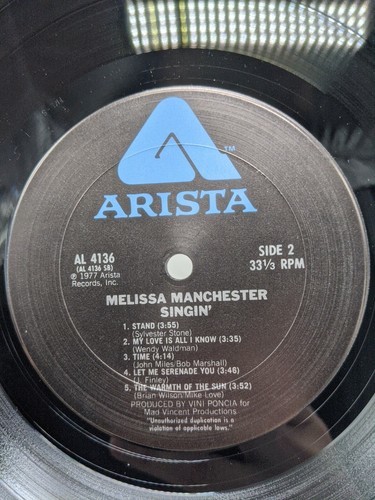 TM
ARISTA
AL 4136
(AL 4136 SB)
℗ 1977 Arista
Records, Inc.
SIDE 2
33⅓ RPM
MELISSA MANCHESTER
SINGIN'
1. STAND (3:55)
(Sylvester Stone)
2. MY LOVE IS ALL I KNOW (3:35)
(Wendy Waldman)
3. TIME (4:14)
(John Miles/Bob Marshall)
4. LET ME SERENADE YOU (3:46)
(J. Finley)
5. THE WARMTH OF THE SUN (3:52)
(Brian Wilson/Mike Love)
PRODUCED BY VINI PONCIA for
Mad Vincent Productions
"Unauthorized duplication is a
violation of applicable laws."